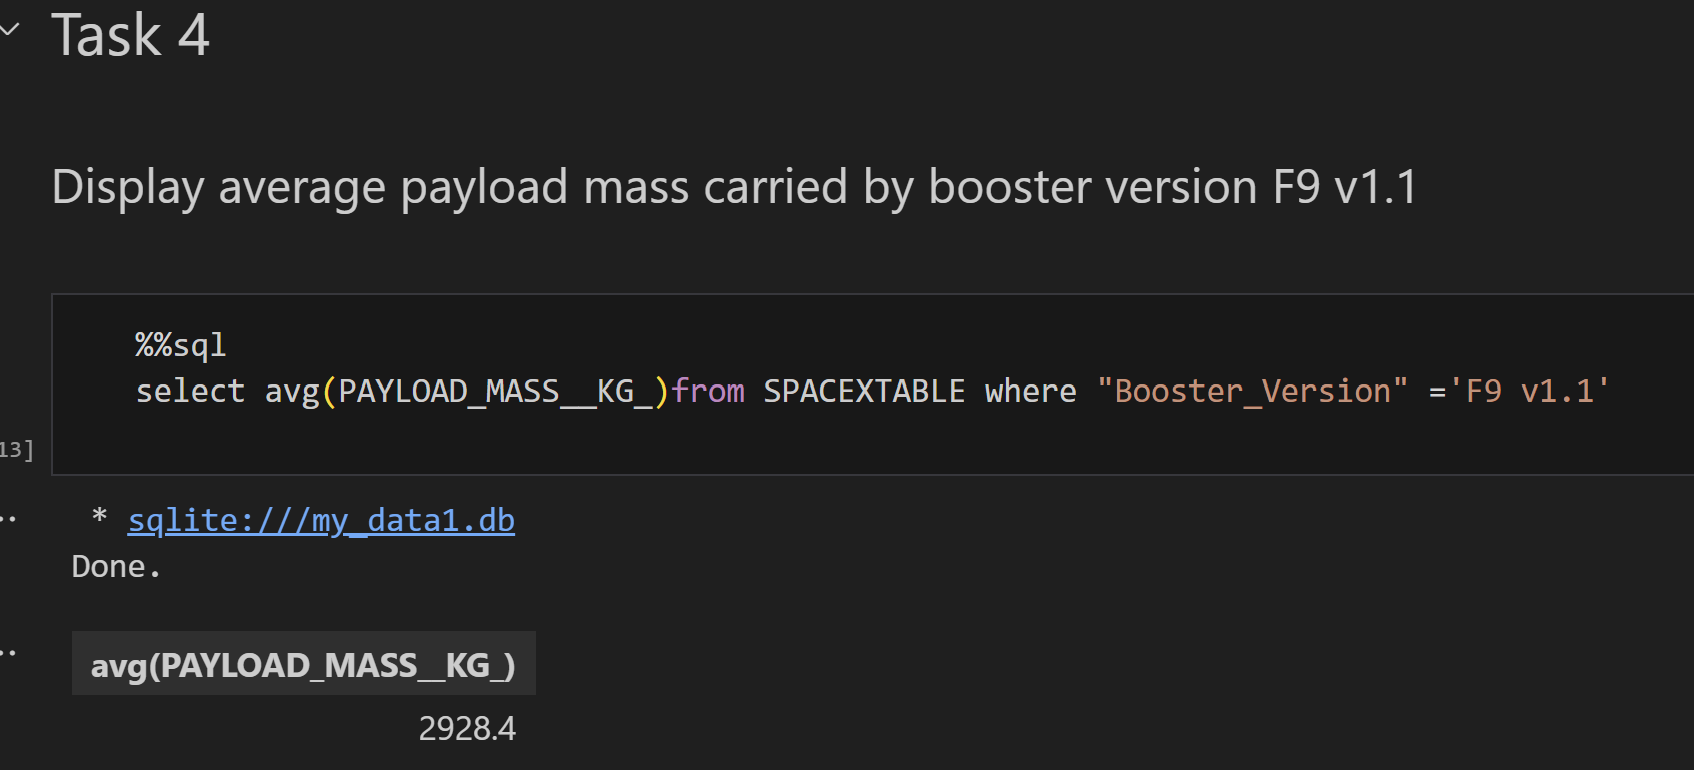 Task 4
Display average payload mass carried by booster version F9 v1.1
%%sql
select avg(PAYLOAD_MASS__KG_)from SPACEXTABLE where "Booster_Version" ='F9 v1.1'
13]
* sqlite:///my_data1.db
Done.
avg(PAYLOAD_MASS__KG_)
2928.4